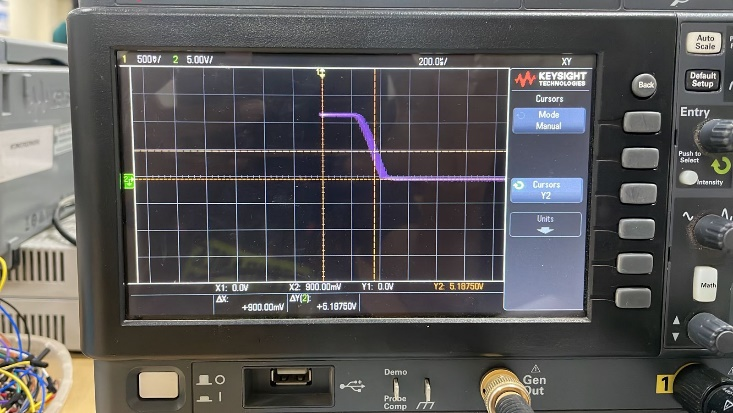 1 500▽/ 2 5.00V/ 200.0s/ XY
KEYSIGHT
TECHNOLOGIES
Cursors
Mode
Manual
Cursors
Y2
Units
X1: 0.0V X2: 900.00mV Y1: 0.0V Y2: 5.18750V
ΔX:
+900.00mV
ΔY(2):
+5.18750V
Back
Auto
Scale
Default
Setup
Entry
Push to
Select
Intensity
Math
Demo
Probe
Comp
Gen
Out
1